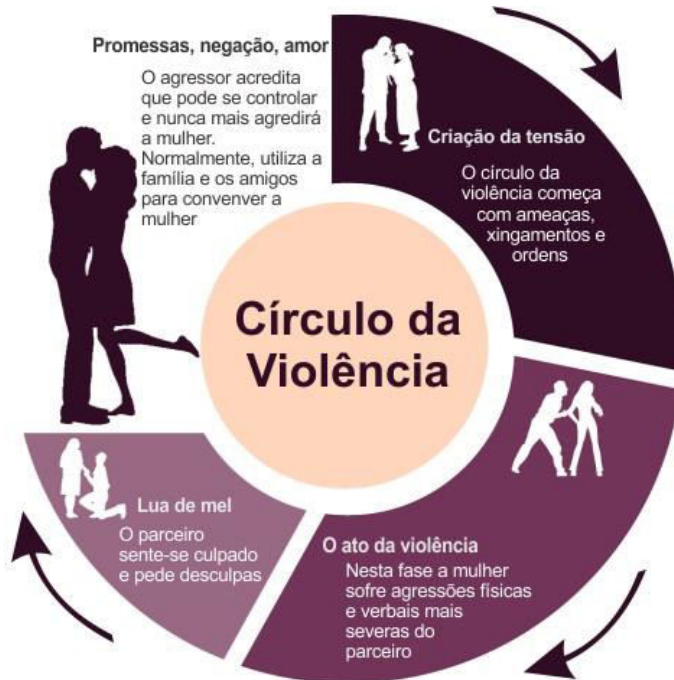 Promessas, negação, amor
O agressor acredita
que pode se controlar
e nunca mais agredirá
a mulher.
Normalmente, utiliza a
família e os amigos
para convenver a
mulher
Criação da tensão
O círculo da
violência começa
com ameaças,
xingamentos e
ordens
Círculo da
Violência
Lua de mel
O parceiro
sente-se culpado
e pede desculpas
O ato da violência
Nesta fase a mulher
sofre agressões físicas
e verbais mais
severas do
parceiro